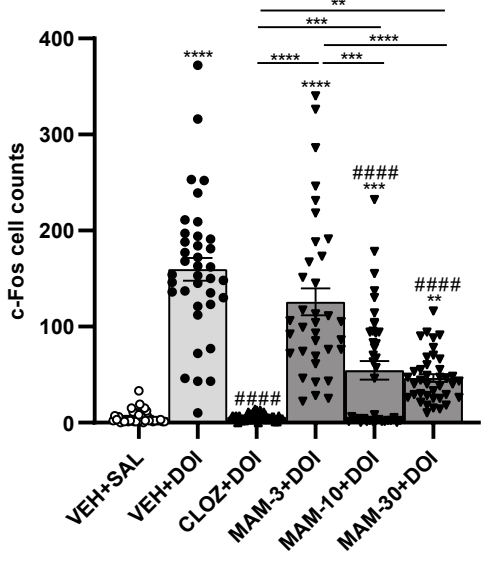 **
***
****
**** ***
400
****
****
300
####
***
200
####
**
100
####
0
c-Fos cell counts
VEH+SAL
VEH+DOI
CLOZ+DOI
MAM-3+DOI
MAM-10+DOI
MAM-30+DOI